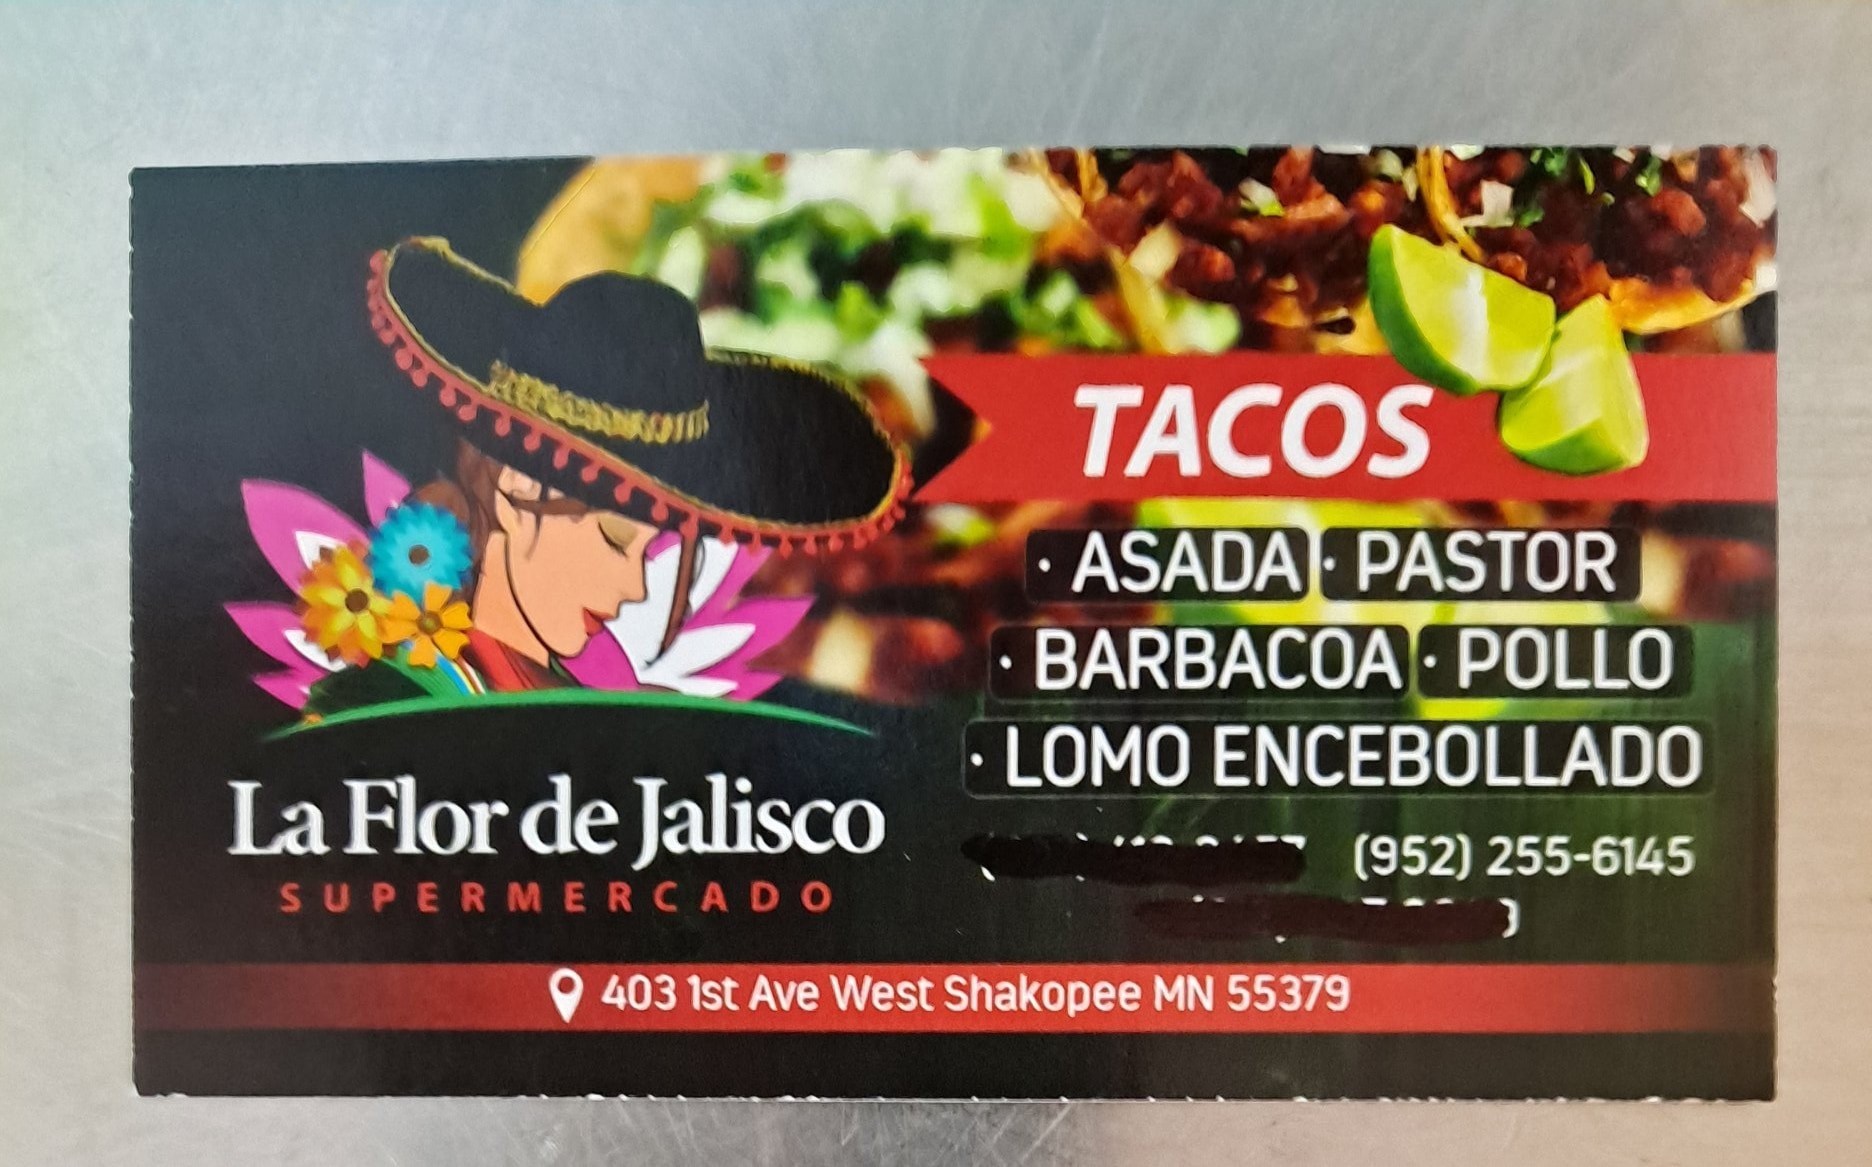 TACOS
· ASADA · PASTOR
· BARBACOA · POLLO
· LOMO ENCEBOLLADO
(952) 255-6145
La Flor de Jalisco
SUPERMERCADO
403 1st Ave West Shakopee MN 55379